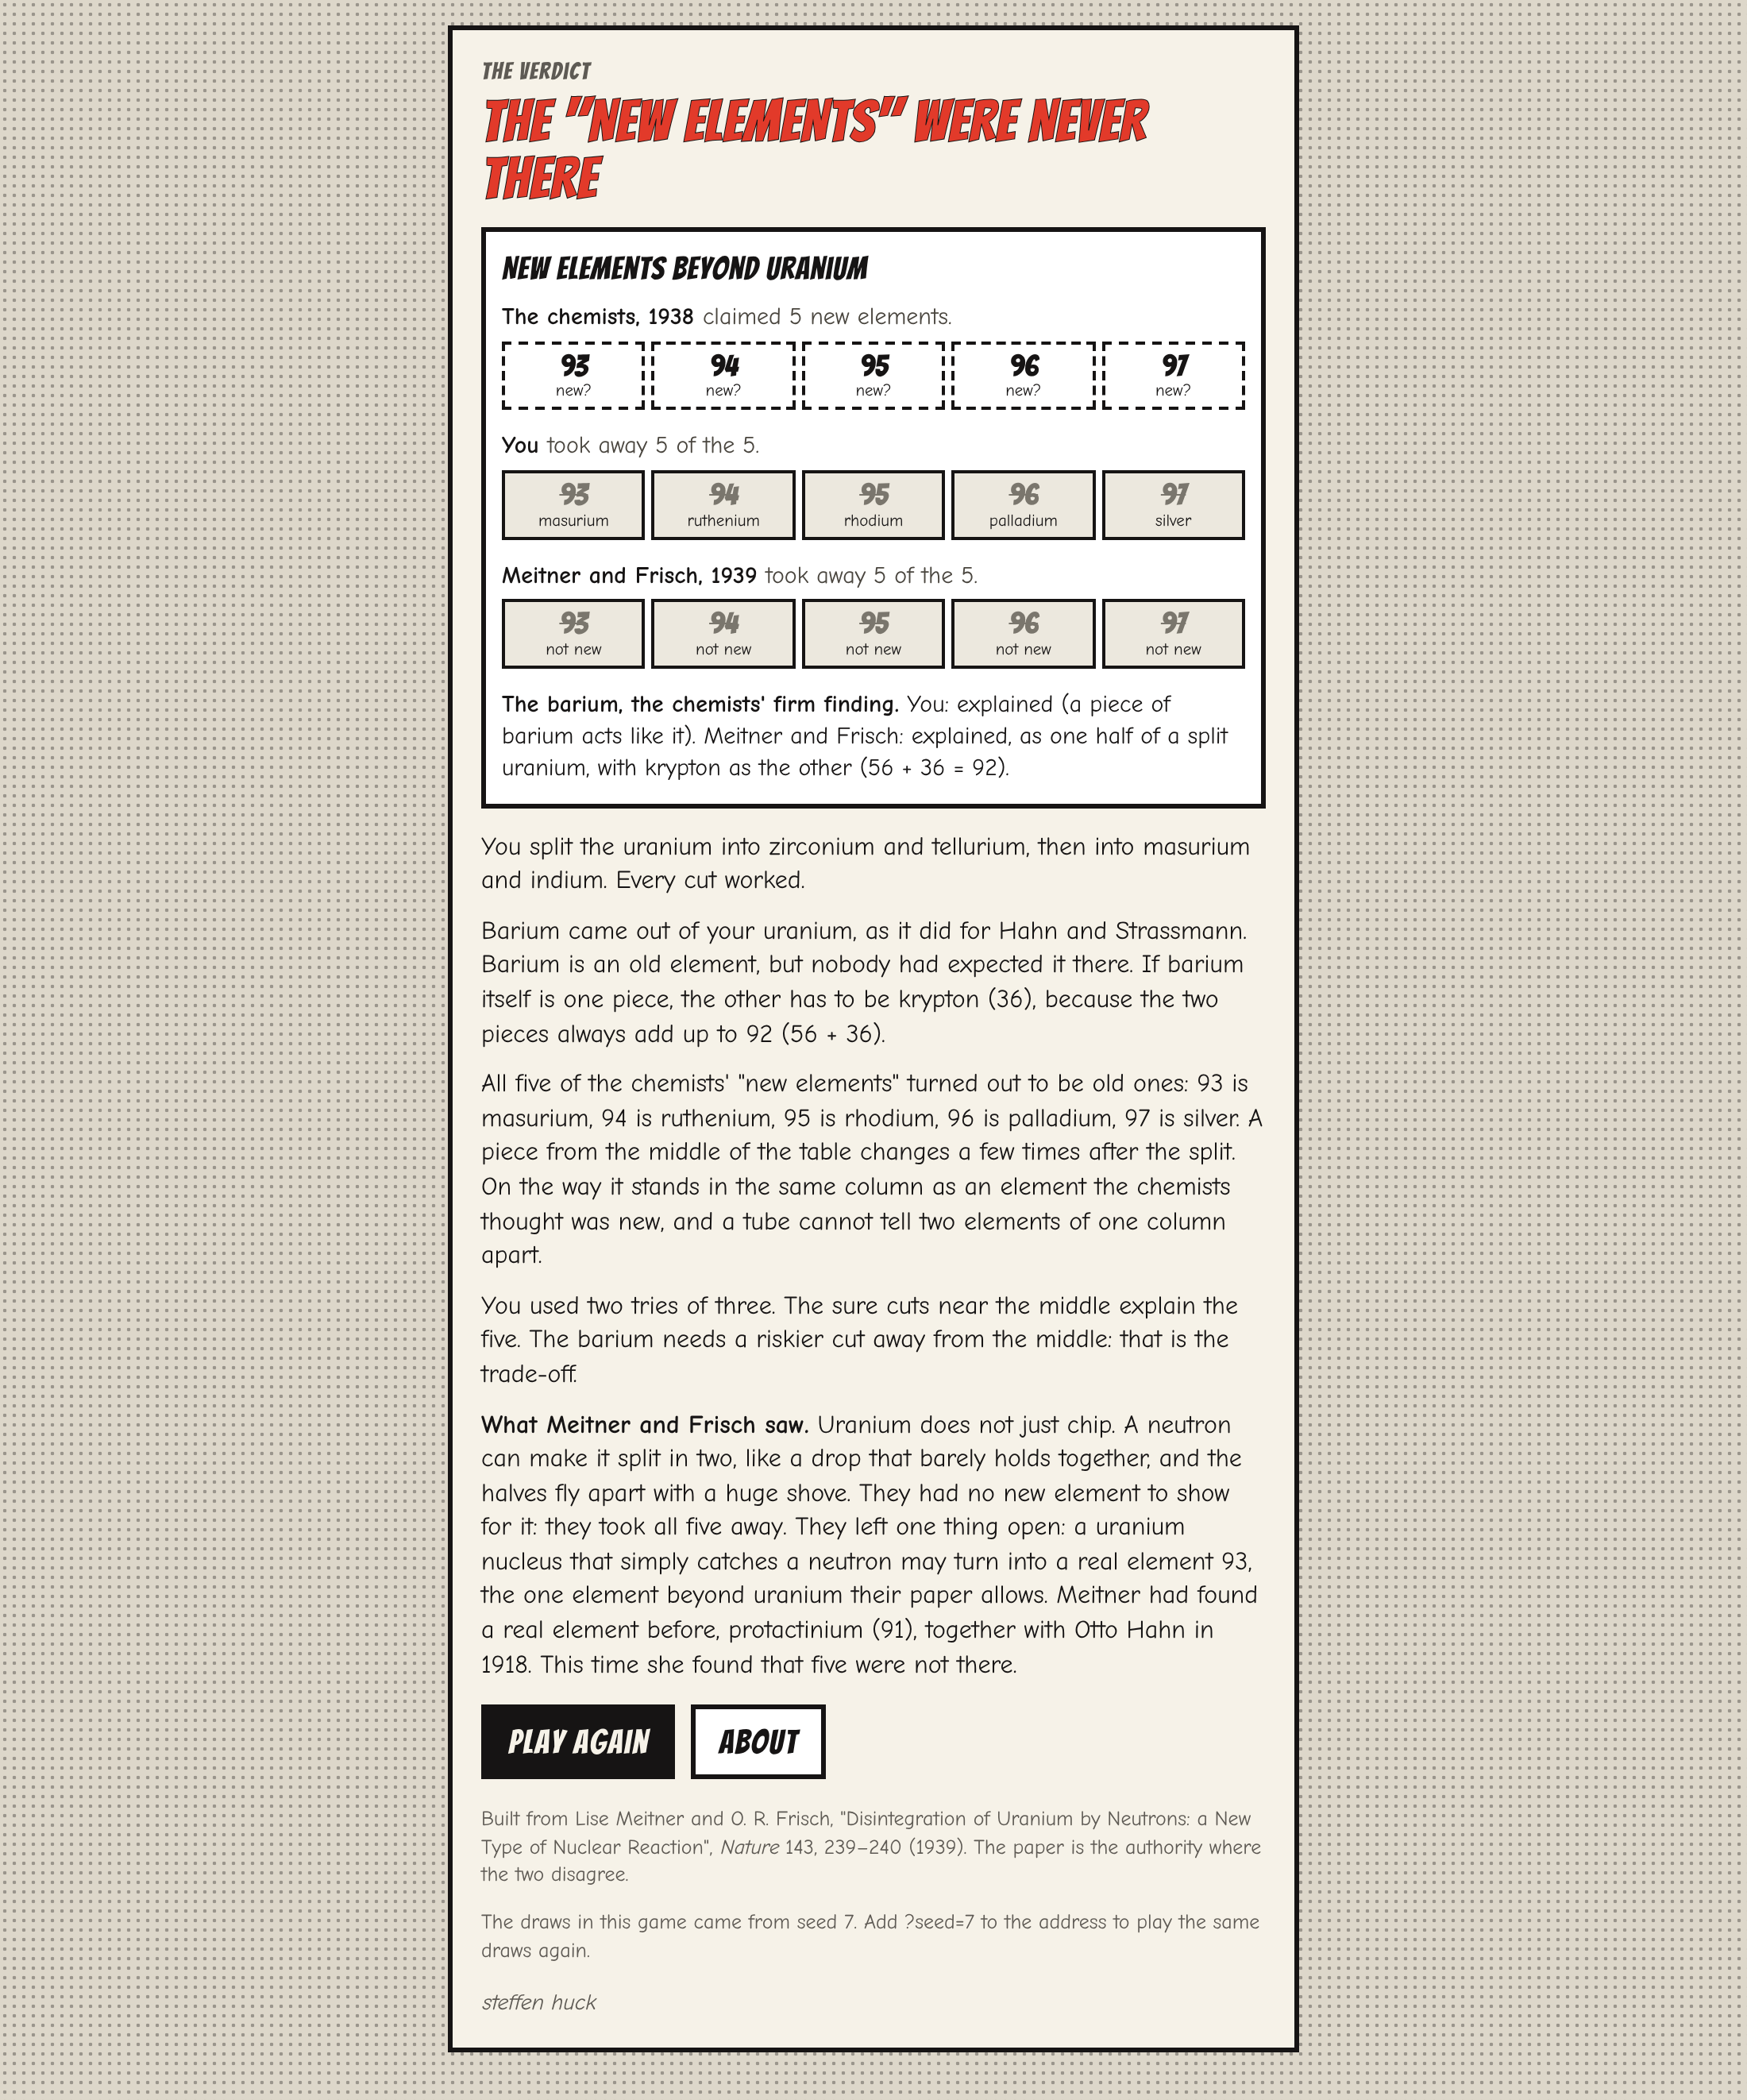 THE VERDICT
THE "NEW ELEMENTS" WERE NEVER
THERE
NEW ELEMENTS BEYOND URANIUM
The chemists, 1938 claimed 5 new elements.
93 94 95 96 97
new? new? new? new? new?
You took away 5 of the 5.
93 94 95 96 97
masurium ruthenium rhodium palladium silver
Meitner and Frisch, 1939 took away 5 of the 5.
93 94 95 96 97
not new not new not new not new not new
The barium, the chemists' firm finding. You: explained (a piece of
barium acts like it). Meitner and Frisch: explained, as one half of a split
uranium, with krypton as the other (56 + 36 = 92).
You split the uranium into zirconium and tellurium, then into masurium
and indium. Every cut worked.
Barium came out of your uranium, as it did for Hahn and Strassmann.
Barium is an old element, but nobody had expected it there. If barium
itself is one piece, the other has to be krypton (36), because the two
pieces always add up to 92 (56 + 36).
All five of the chemists' "new elements" turned out to be old ones: 93 is
masurium, 94 is ruthenium, 95 is rhodium, 96 is palladium, 97 is silver. A
piece from the middle of the table changes a few times after the split.
On the way it stands in the same column as an element the chemists
thought was new, and a tube cannot tell two elements of one column
apart.
You used two tries of three. The sure cuts near the middle explain the
five. The barium needs a riskier cut away from the middle: that is the
trade-off.
What Meitner and Frisch saw. Uranium does not just chip. A neutron
can make it split in two, like a drop that barely holds together, and the
halves fly apart with a huge shove. They had no new element to show
for it: they took all five away. They left one thing open: a uranium
nucleus that simply catches a neutron may turn into a real element 93,
the one element beyond uranium their paper allows. Meitner had found
a real element before, protactinium (91), together with Otto Hahn in
1918. This time she found that five were not there.
PLAY AGAIN ABOUT
Built from Lise Meitner and O. R. Frisch, "Disintegration of Uranium by Neutrons: a New
Type of Nuclear Reaction", Nature 143, 239–240 (1939). The paper is the authority where
the two disagree.
The draws in this game came from seed 7. Add ?seed=7 to the address to play the same
draws again.
steffen huck